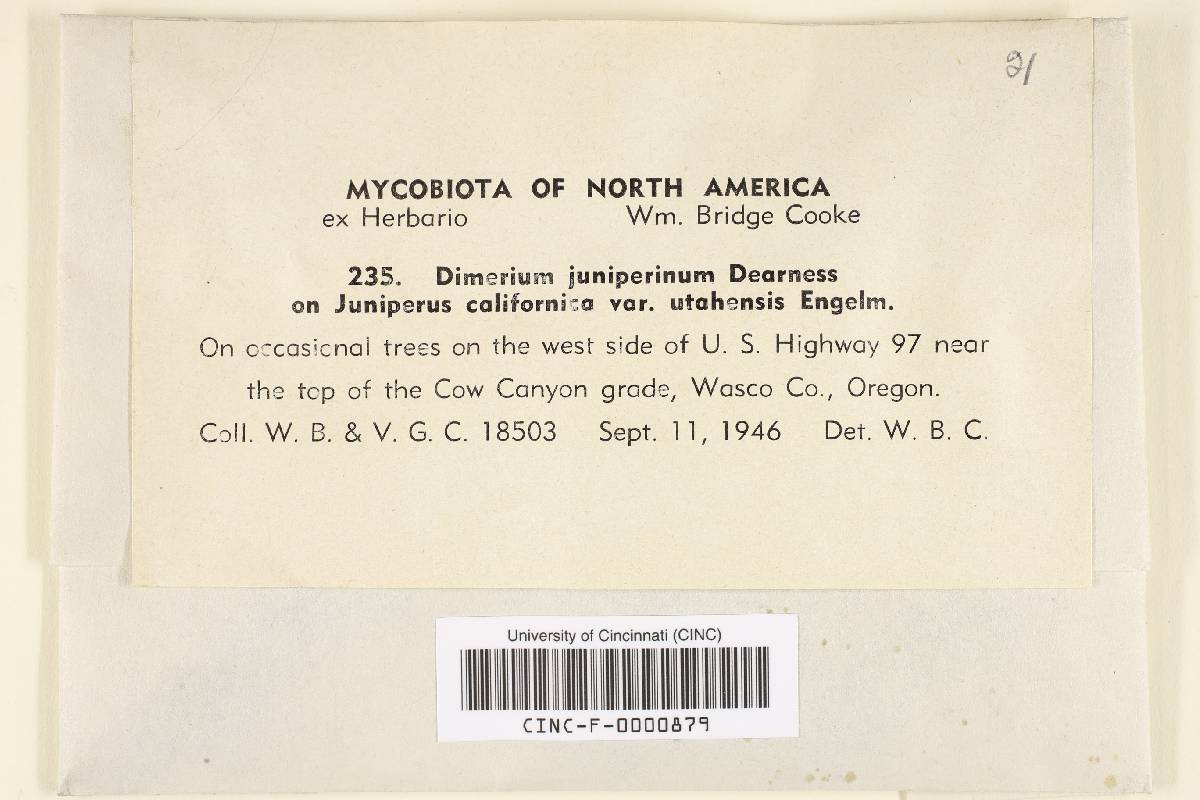 21
MYCOBIOTA OF NORTH AMERICA
ex Herbario Wm. Bridge Cooke
235. Dimerium juniperinum Dearness
on Juniperus californica var. utahensis Engelm.
On occasional trees on the west side of U. S. Highway 97 near
the top of the Cow Canyon grade, Wasco Co., Oregon.
Coll. W. B. & V. G. C. 18503 Sept. 11, 1946 Det. W. B. C.
University of Cincinnati (CINC)
CINC-F-0000879